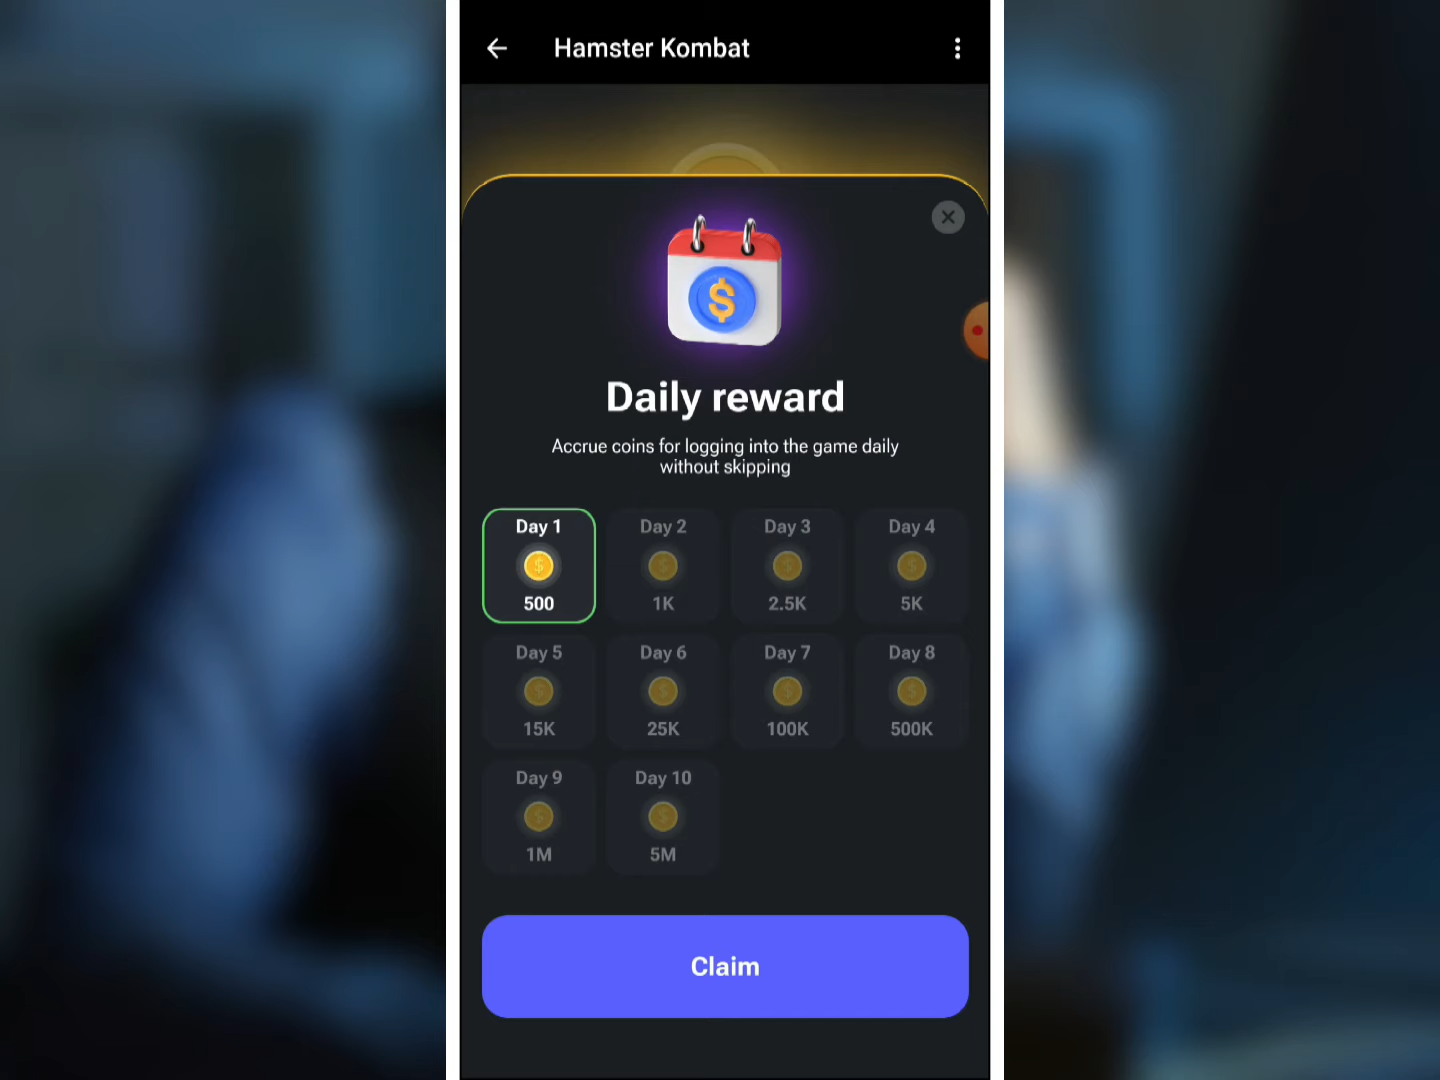 Hamster Kombat
Daily reward
Accrue coins for logging into the game daily
without skipping
Day 1
500
Day 2
1K
Day 3
2.5K
Day 4
5K
Day 5
15K
Day 6
25K
Day 7
100K
Day 8
500K
Day 9
1M
Day 10
5M
Claim